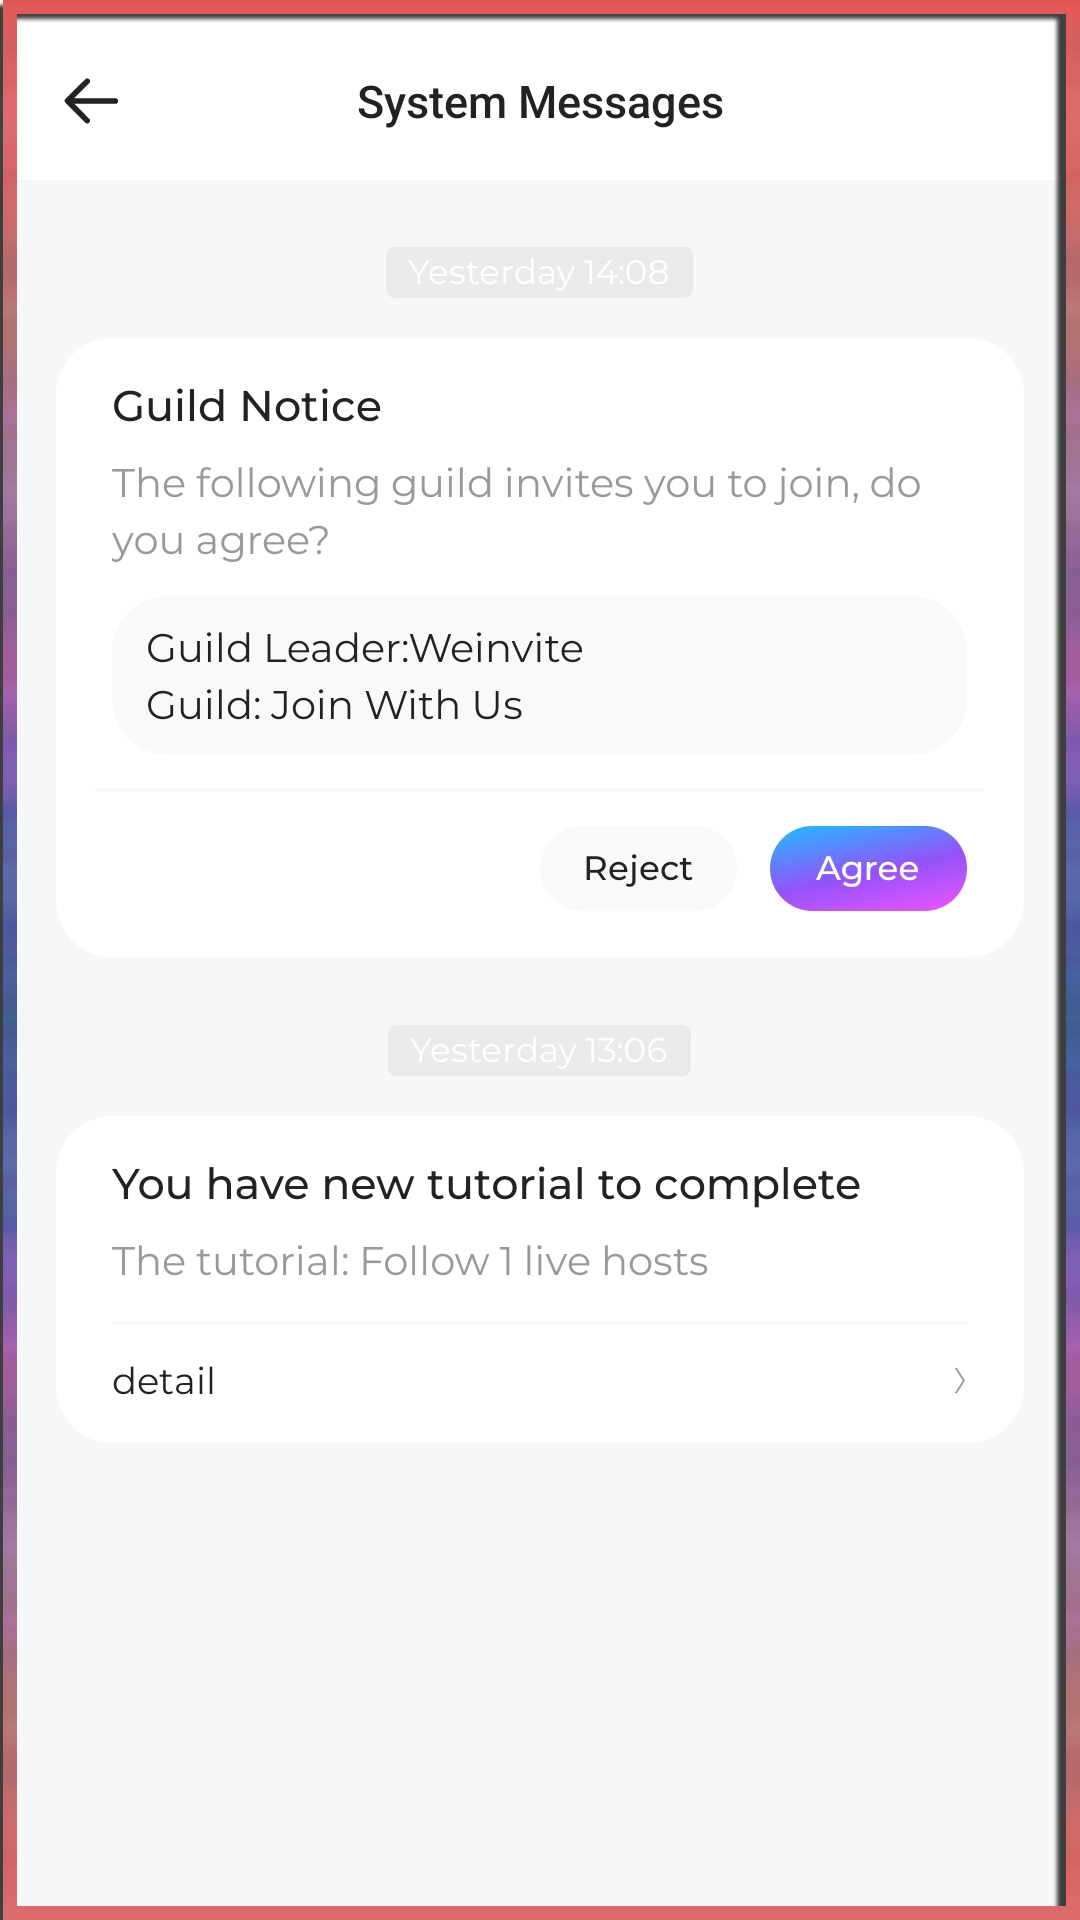 System Messages
Yesterday 14:08
Guild Notice
The following guild invites you to join, do
you agree?
Guild Leader:Weinvite
Guild: Join With Us
Reject
Agree
Yesterday 13:06
You have new tutorial to complete
The tutorial: Follow 1 live hosts
detail